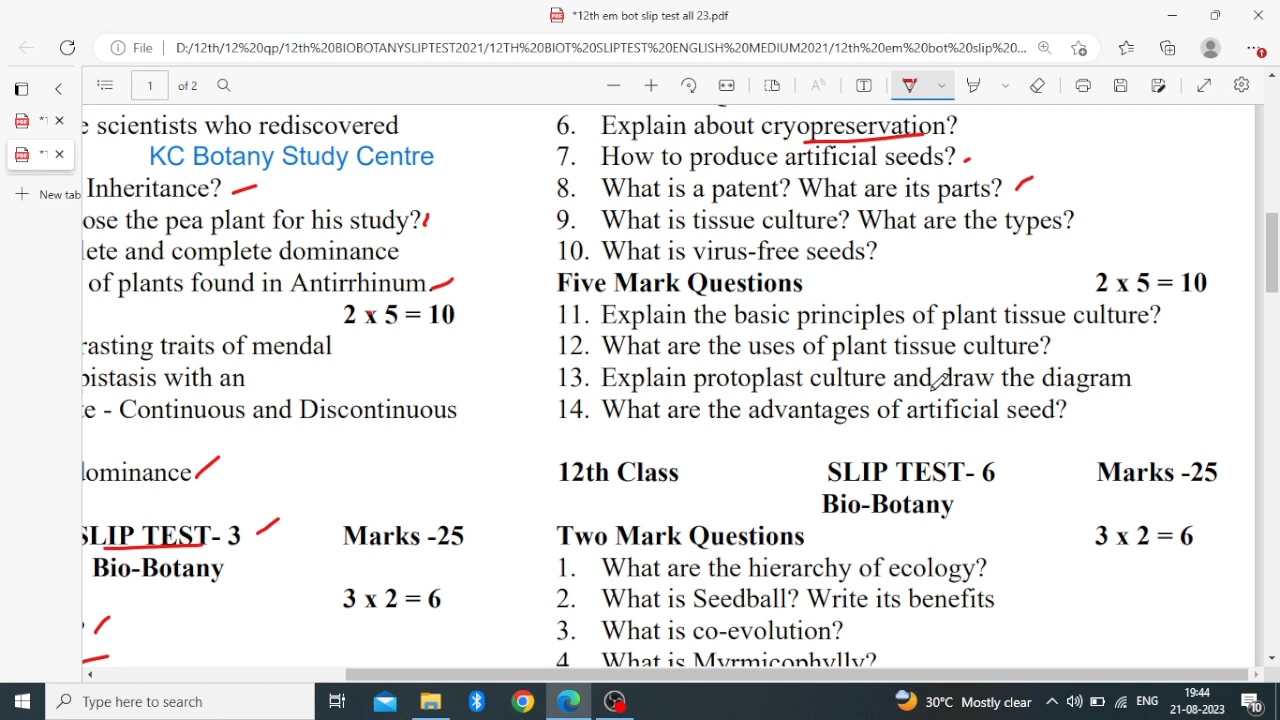 *12th em bot slip test all 23.pdf
File
D:/12th/12%20qp/12th%20BIOBOTANYSLIPTEST2021/12TH%20BIOT%20SLIPTEST%20ENGLISH%20MEDIUM2021/12th%20em%20bot%20slip%20...
1 of 2
New tab
e scientists who rediscovered
KC Botany Study Centre
Inheritance?
ose the pea plant for his study?
lete and complete dominance
of plants found in Antirrhinum.
2 x 5 = 10
rasting traits of mendal
pistasis with an
te - Continuous and Discontinuous
dominance
SLIP TEST- 3 Marks -25
Bio-Botany
3 x 2 = 6
6. Explain about cryopreservation?
7. How to produce artificial seeds?
8. What is a patent? What are its parts?
9. What is tissue culture? What are the types?
10. What is virus-free seeds?
Five Mark Questions 2 x 5 = 10
11. Explain the basic principles of plant tissue culture?
12. What are the uses of plant tissue culture?
13. Explain protoplast culture and draw the diagram
14. What are the advantages of artificial seed?
12th Class SLIP TEST- 6 Marks -25
Bio-Botany
Two Mark Questions 3 x 2 = 6
1. What are the hierarchy of ecology?
2. What is Seedball? Write its benefits
3. What is co-evolution?
4. What is Myrmicophylly?
Type here to search
30°C Mostly clear
ENG
19:44
21-08-2023
10